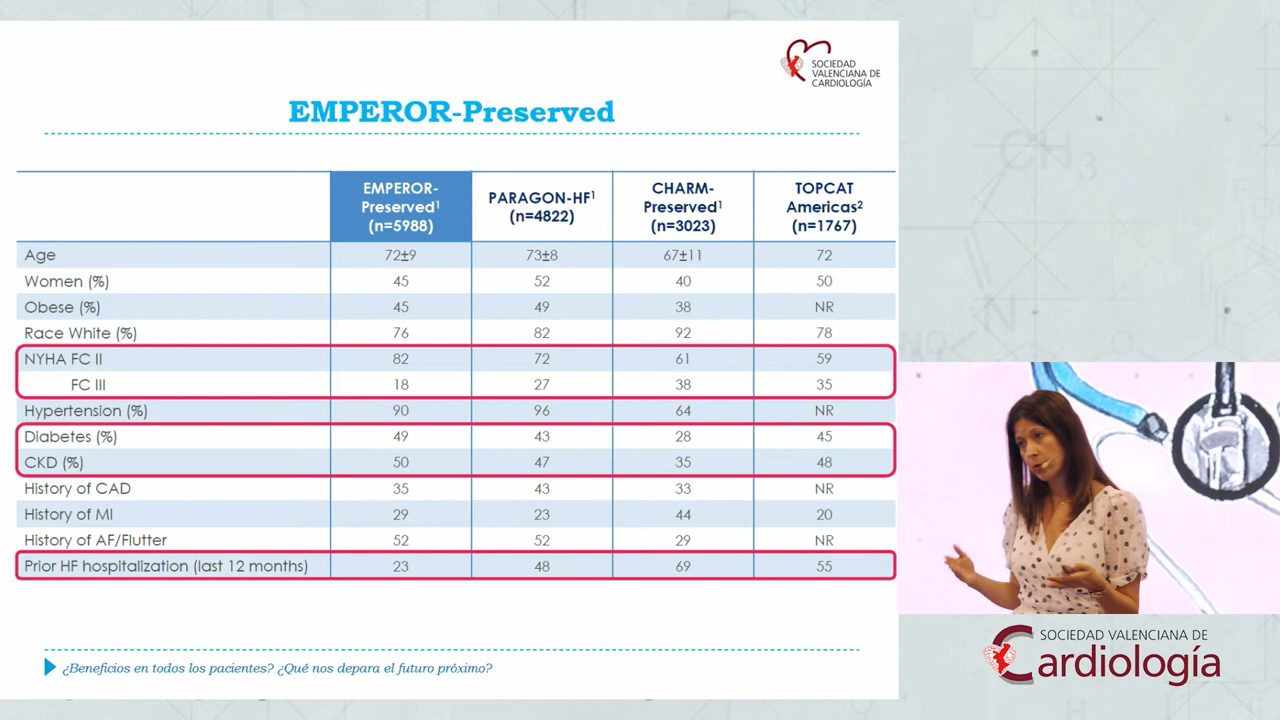 SOCIEDAD
VALENCIANA DE
CARDIOLOGÍA
EMPEROR-Preserved
EMPEROR-
Preserved¹
(n=5988)
PARAGON-HF¹
(n=4822)
CHARM-
Preserved¹
(n=3023)
TOPCAT
Americas²
(n=1767)
Age 72±9 73±8 67±11 72
Women (%) 45 52 40 50
Obese (%) 45 49 38 NR
Race White (%) 76 82 92 78
NYHA FC II 82 72 61 59
FC III 18 27 38 35
Hypertension (%) 90 96 64 NR
Diabetes (%) 49 43 28 45
CKD (%) 50 47 35 48
History of CAD 35 43 33 NR
History of MI 29 23 44 20
History of AF/Flutter 52 52 29 NR
Prior HF hospitalization (last 12 months) 23 48 69 55
¿Beneficios en todos los pacientes? ¿Qué nos depara el futuro próximo?
CH₃
N
HO
SOCIEDAD VALENCIANA DE
Cardiología